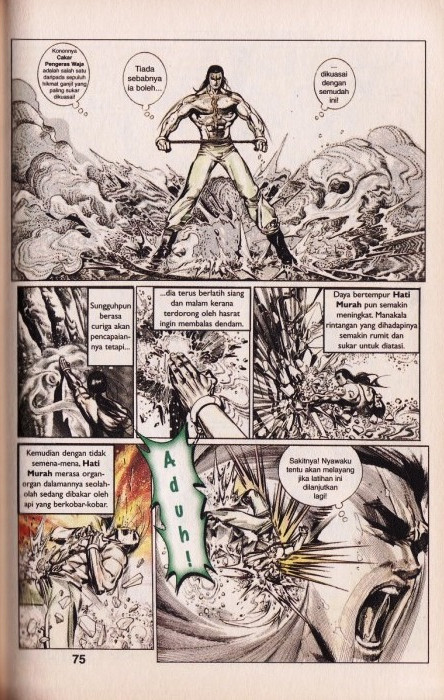 Kononnya
Cakar
Pengeras Waja
adalah salah satu
daripada sepuluh
hikmat ganjil yang
paling sukar
dikuasai!
Tiada
sebabnya
ia boleh...
...
dikuasai
dengan
semudah
ini!
Sungguhpun
berasa
curiga akan
pencapaian-
nya tetapi...
...dia terus berlatih siang
dan malam kerana
terdorong oleh hasrat
ingin membalas dendam.
Daya bertempur Hati
Murah pun semakin
meningkat. Manakala
rintangan yang dihadapinya
semakin rumit dan
sukar untuk diatasi.
Kemudian dengan tidak
semena-mena, Hati
Murah merasa organ-
organ dalamannya seolah-
olah sedang dibakar oleh
api yang berkobar-kobar.
Aduh!
Sakitnya! Nyawaku
tentu akan melayang
jika latihan ini
dilanjutkan
lagi!
75